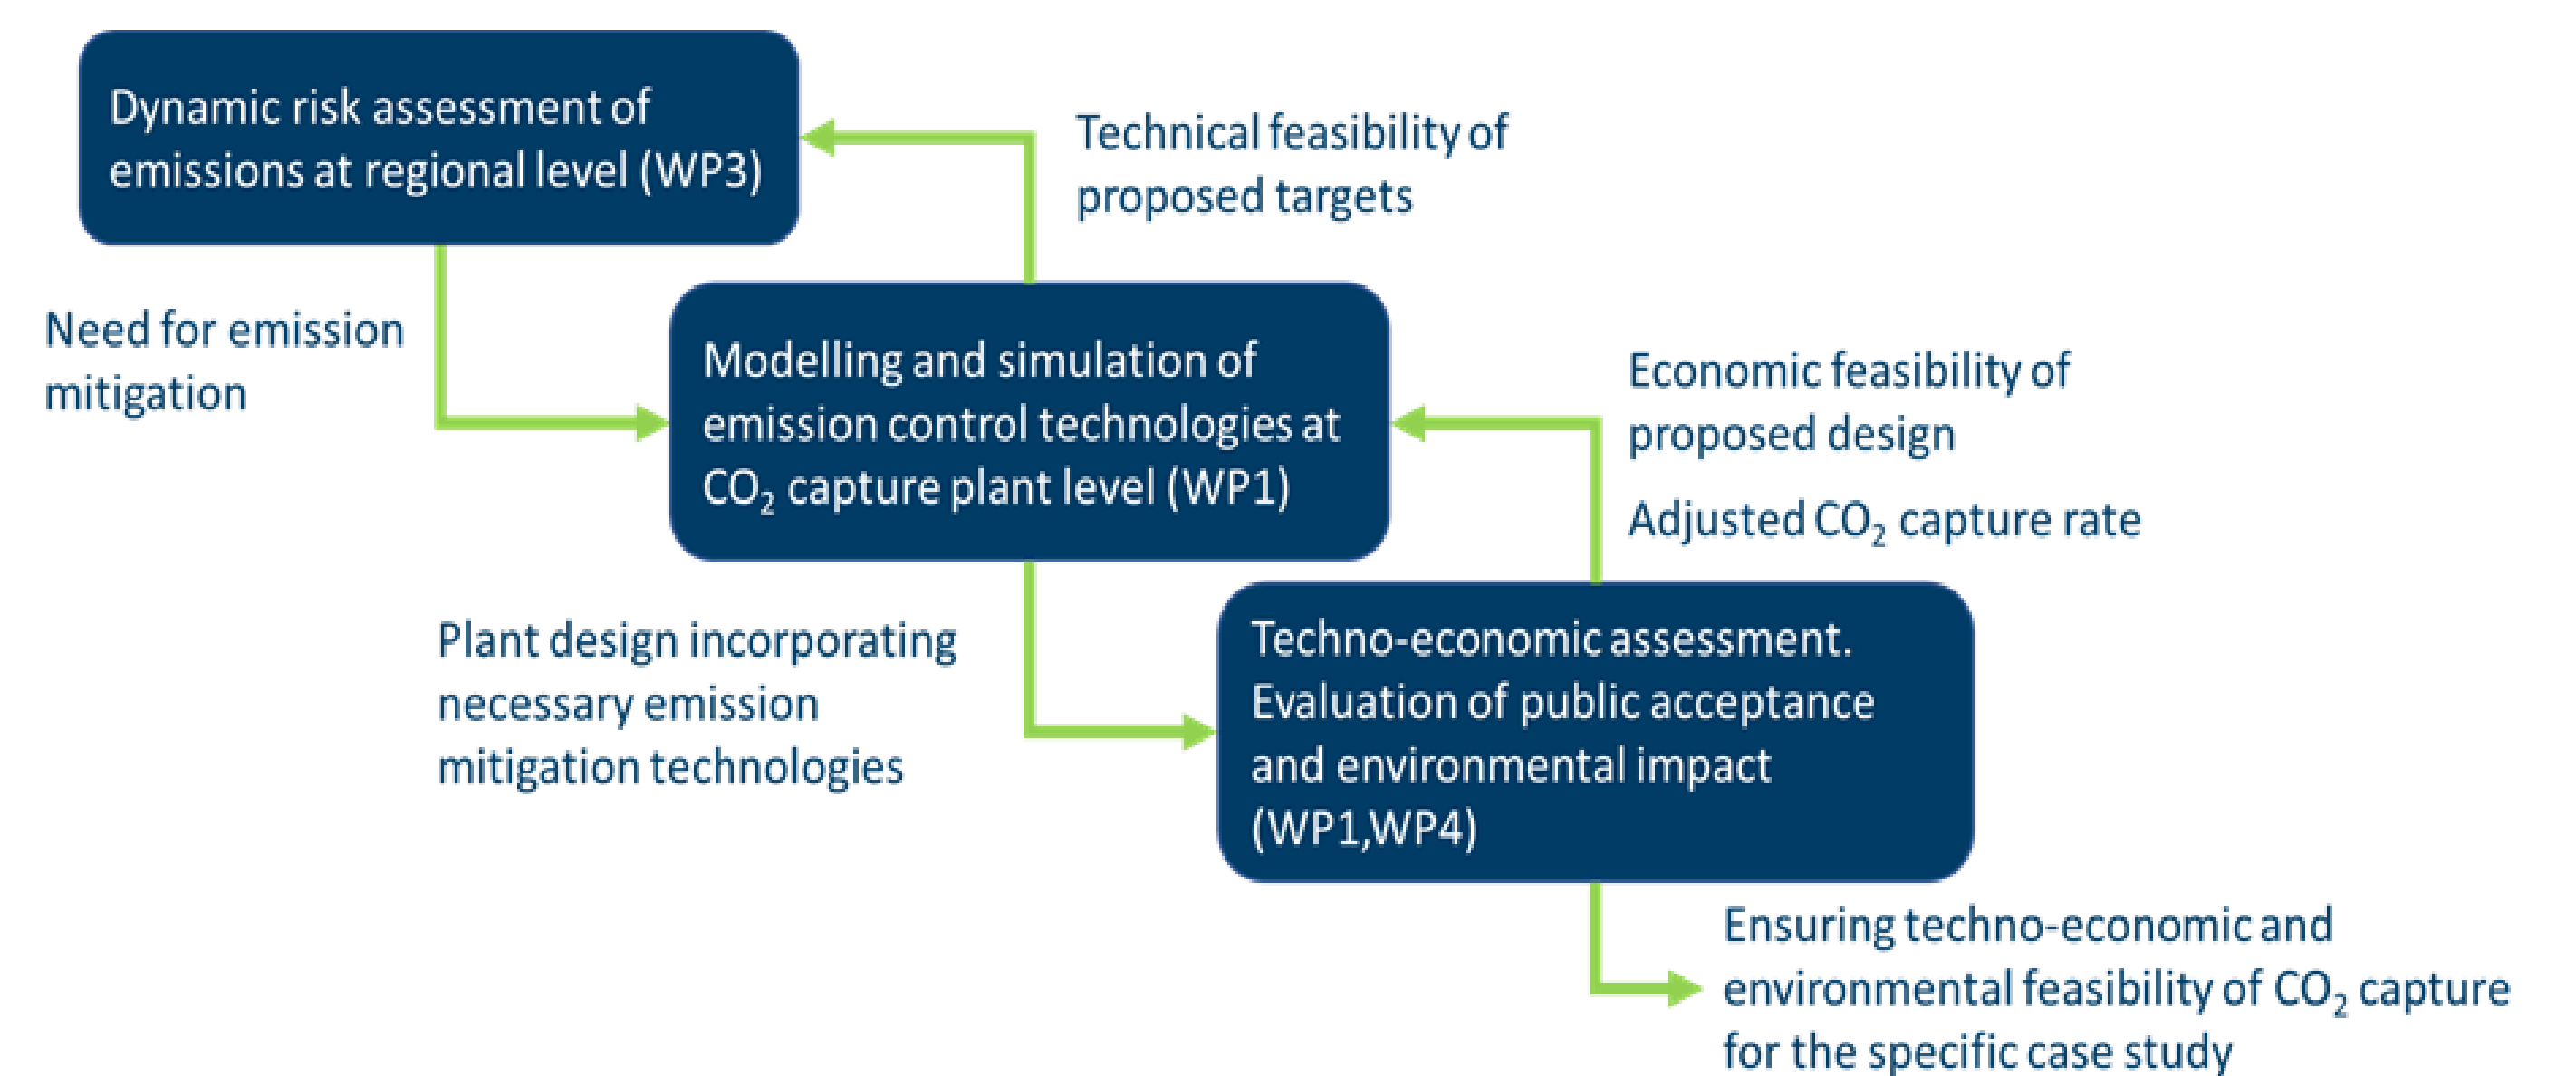 Dynamic risk assessment of
emissions at regional level (WP3)
Technical feasibility of
proposed targets
Need for emission
mitigation
Modelling and simulation of
emission control technologies at
CO₂ capture plant level (WP1)
Economic feasibility of
proposed design
Adjusted CO₂ capture rate
Plant design incorporating
necessary emission
mitigation technologies
Techno-economic assessment.
Evaluation of public acceptance
and environmental impact
(WP1,WP4)
Ensuring techno-economic and
environmental feasibility of CO₂ capture
for the specific case study